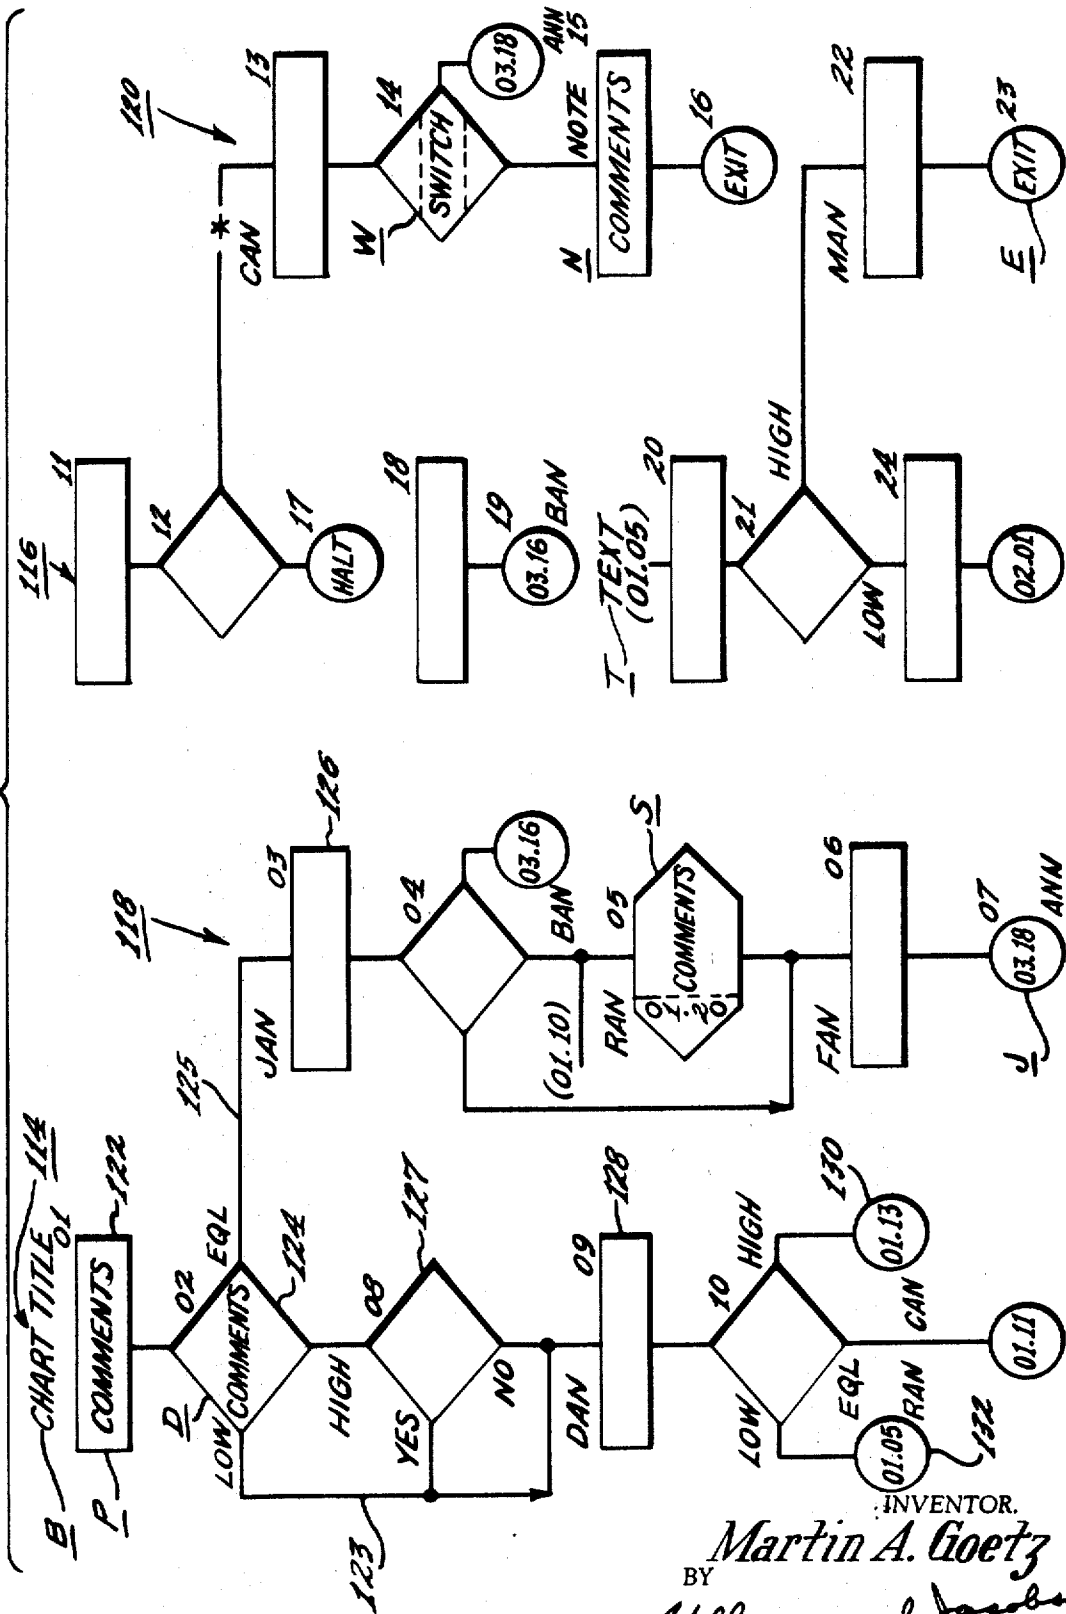 B
CHART TITLE
114
01
COMMENTS
122
P
D
02
COMMENTS
124
EQL
LOW
HIGH
123
125
08
127
YES
NO
DAN
09
128
10
LOW
HIGH
EQL
RAN
CAN
01.05
132
01.13
130
01.11
118
JAN
03
126
04
03.16
BAN
(01.10)
RAN
05
COMMENTS
S
FAN
06
07
03.18
ANN
J
116
11
12
17
HALT
18
19
03.16
BAN
T
TEXT
(01.05)
20
21
HIGH
LOW
24
02.01
120
*
CAN
13
14
SWITCH
W
03.18
ANN
15
NOTE
N
COMMENTS
16
EXIT
MAN
22
23
EXIT
E
INVENTOR.
Martin A. Goetz
BY
Jacobs